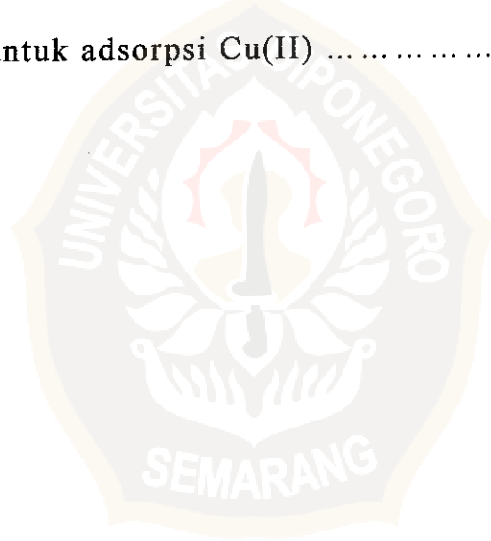 ntuk adsorpsi Cu(II) ... ... ... ... ...
UNIVERSITAS DIPONEGORO
SEMARANG